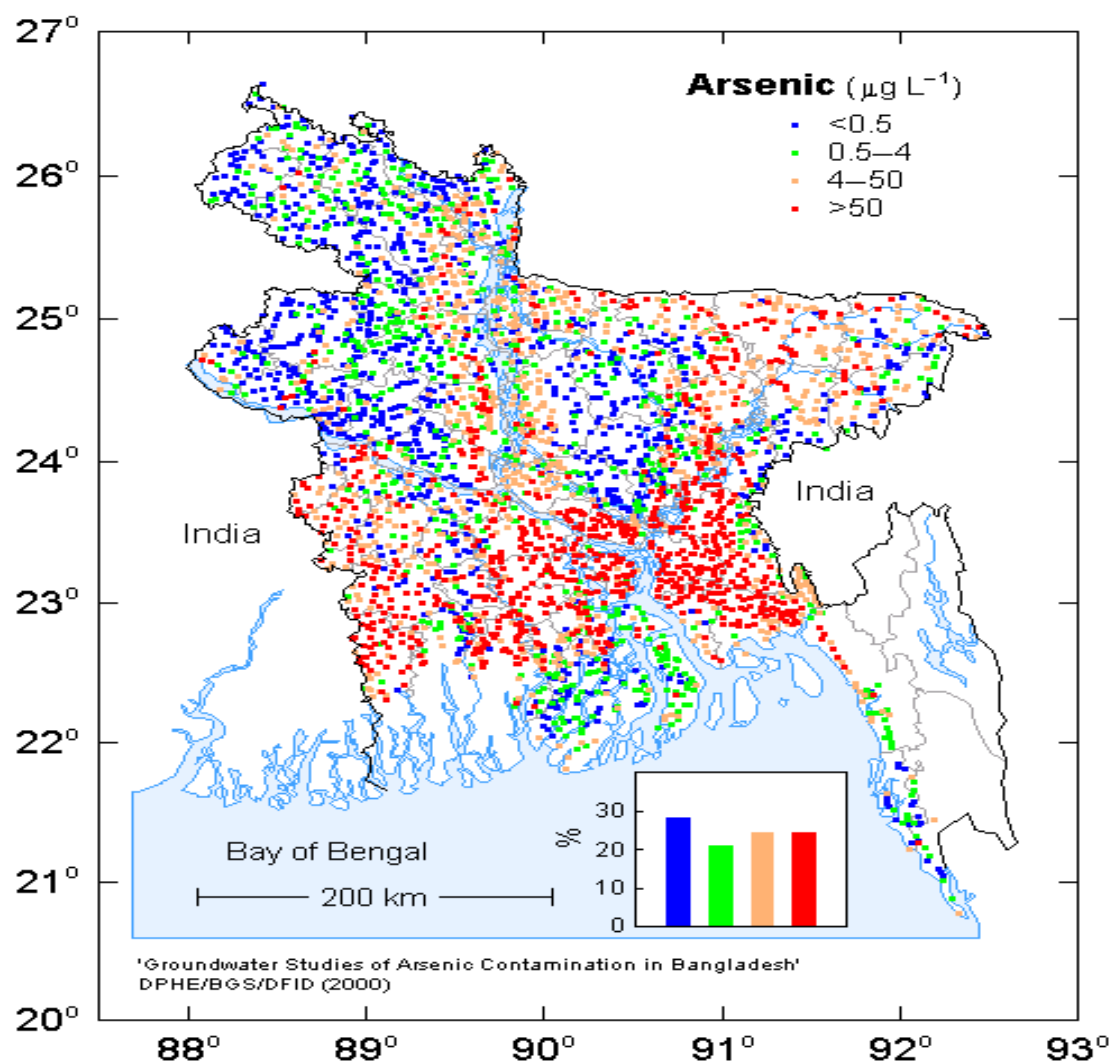 27°
Arsenic (μg L⁻¹)
<0.5
0.5–4
4–50
>50
26°
25°
24°
India
India
23°
22°
30
20
10
0
%
Bay of Bengal
200 km
21°
'Groundwater Studies of Arsenic Contamination in Bangladesh'
DPHE/BGS/DFID (2000)
20°
88° 89° 90° 91° 92° 93°